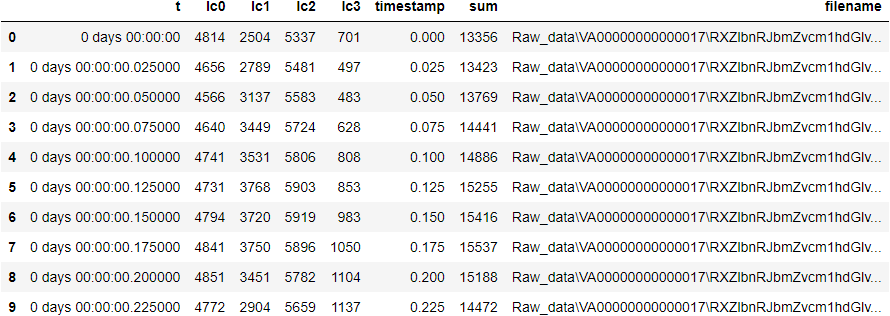 t lc0 lc1 lc2 lc3 timestamp sum filename
0 0 days 00:00:00 4814 2504 5337 701 0.000 13356 Raw_data\VA00000000000017\RXZlbnRJbmZvcm1hdGlv...
1 0 days 00:00:00.025000 4656 2789 5481 497 0.025 13423 Raw_data\VA00000000000017\RXZlbnRJbmZvcm1hdGlv...
2 0 days 00:00:00.050000 4566 3137 5583 483 0.050 13769 Raw_data\VA00000000000017\RXZlbnRJbmZvcm1hdGlv...
3 0 days 00:00:00.075000 4640 3449 5724 628 0.075 14441 Raw_data\VA00000000000017\RXZlbnRJbmZvcm1hdGlv...
4 0 days 00:00:00.100000 4741 3531 5806 808 0.100 14886 Raw_data\VA00000000000017\RXZlbnRJbmZvcm1hdGlv...
5 0 days 00:00:00.125000 4731 3768 5903 853 0.125 15255 Raw_data\VA00000000000017\RXZlbnRJbmZvcm1hdGlv...
6 0 days 00:00:00.150000 4794 3720 5919 983 0.150 15416 Raw_data\VA00000000000017\RXZlbnRJbmZvcm1hdGlv...
7 0 days 00:00:00.175000 4841 3750 5896 1050 0.175 15537 Raw_data\VA00000000000017\RXZlbnRJbmZvcm1hdGlv...
8 0 days 00:00:00.200000 4851 3451 5782 1104 0.200 15188 Raw_data\VA00000000000017\RXZlbnRJbmZvcm1hdGlv...
9 0 days 00:00:00.225000 4772 2904 5659 1137 0.225 14472 Raw_data\VA00000000000017\RXZlbnRJbmZvcm1hdGlv...